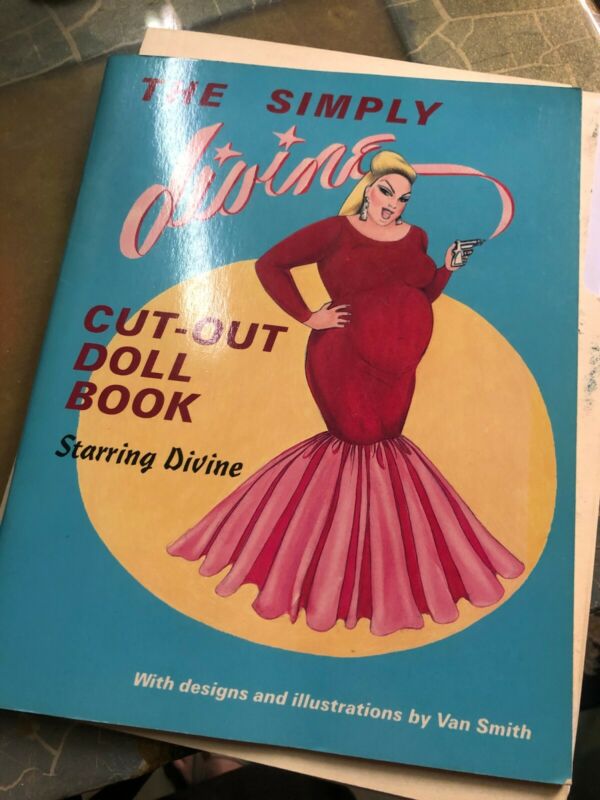 THE SIMPLY
divine
CUT-OUT
DOLL
BOOK
Starring Divine
With designs and illustrations by Van Smith